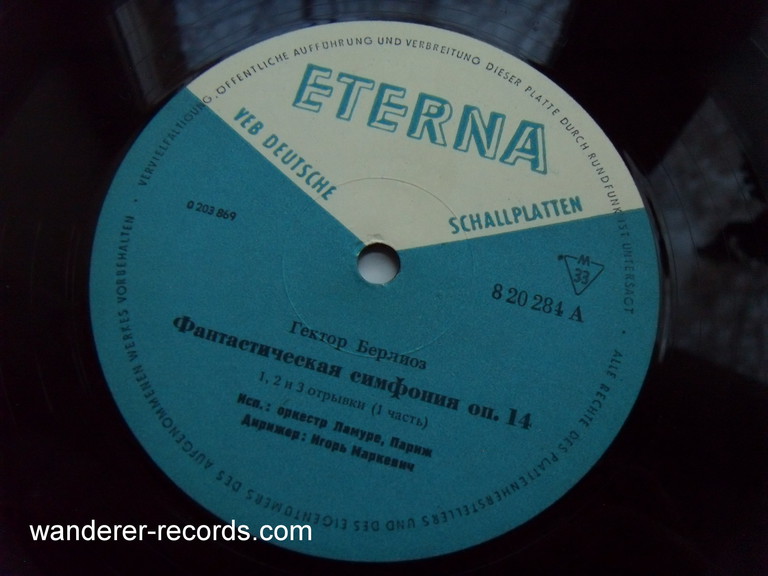 ETERNA
VEB DEUTSCHE
SCHALLPLATTEN
0 203 869
M
33
8 20 284 A
Гектор Берлиоз
Фантастическая симфония оп. 14
1, 2 и 3 отрывки (1 часть)
Исп.: оркестр Ламуре, Париж
Дирижер: Игорь Маркевич
ALLE RECHTE DES PLATTENHERSTELLERS UND DES EIGENTÜMERS DES AUFGENOMMENEN WERKES VORBEHALTEN · VERVIELFÄLTIGUNG, ÖFFENTLICHE AUFFÜHRUNG UND VERBREITUNG DIESER PLATTE DURCH RUNDFUNK IST UNTERSAGT ·
wanderer-records.com